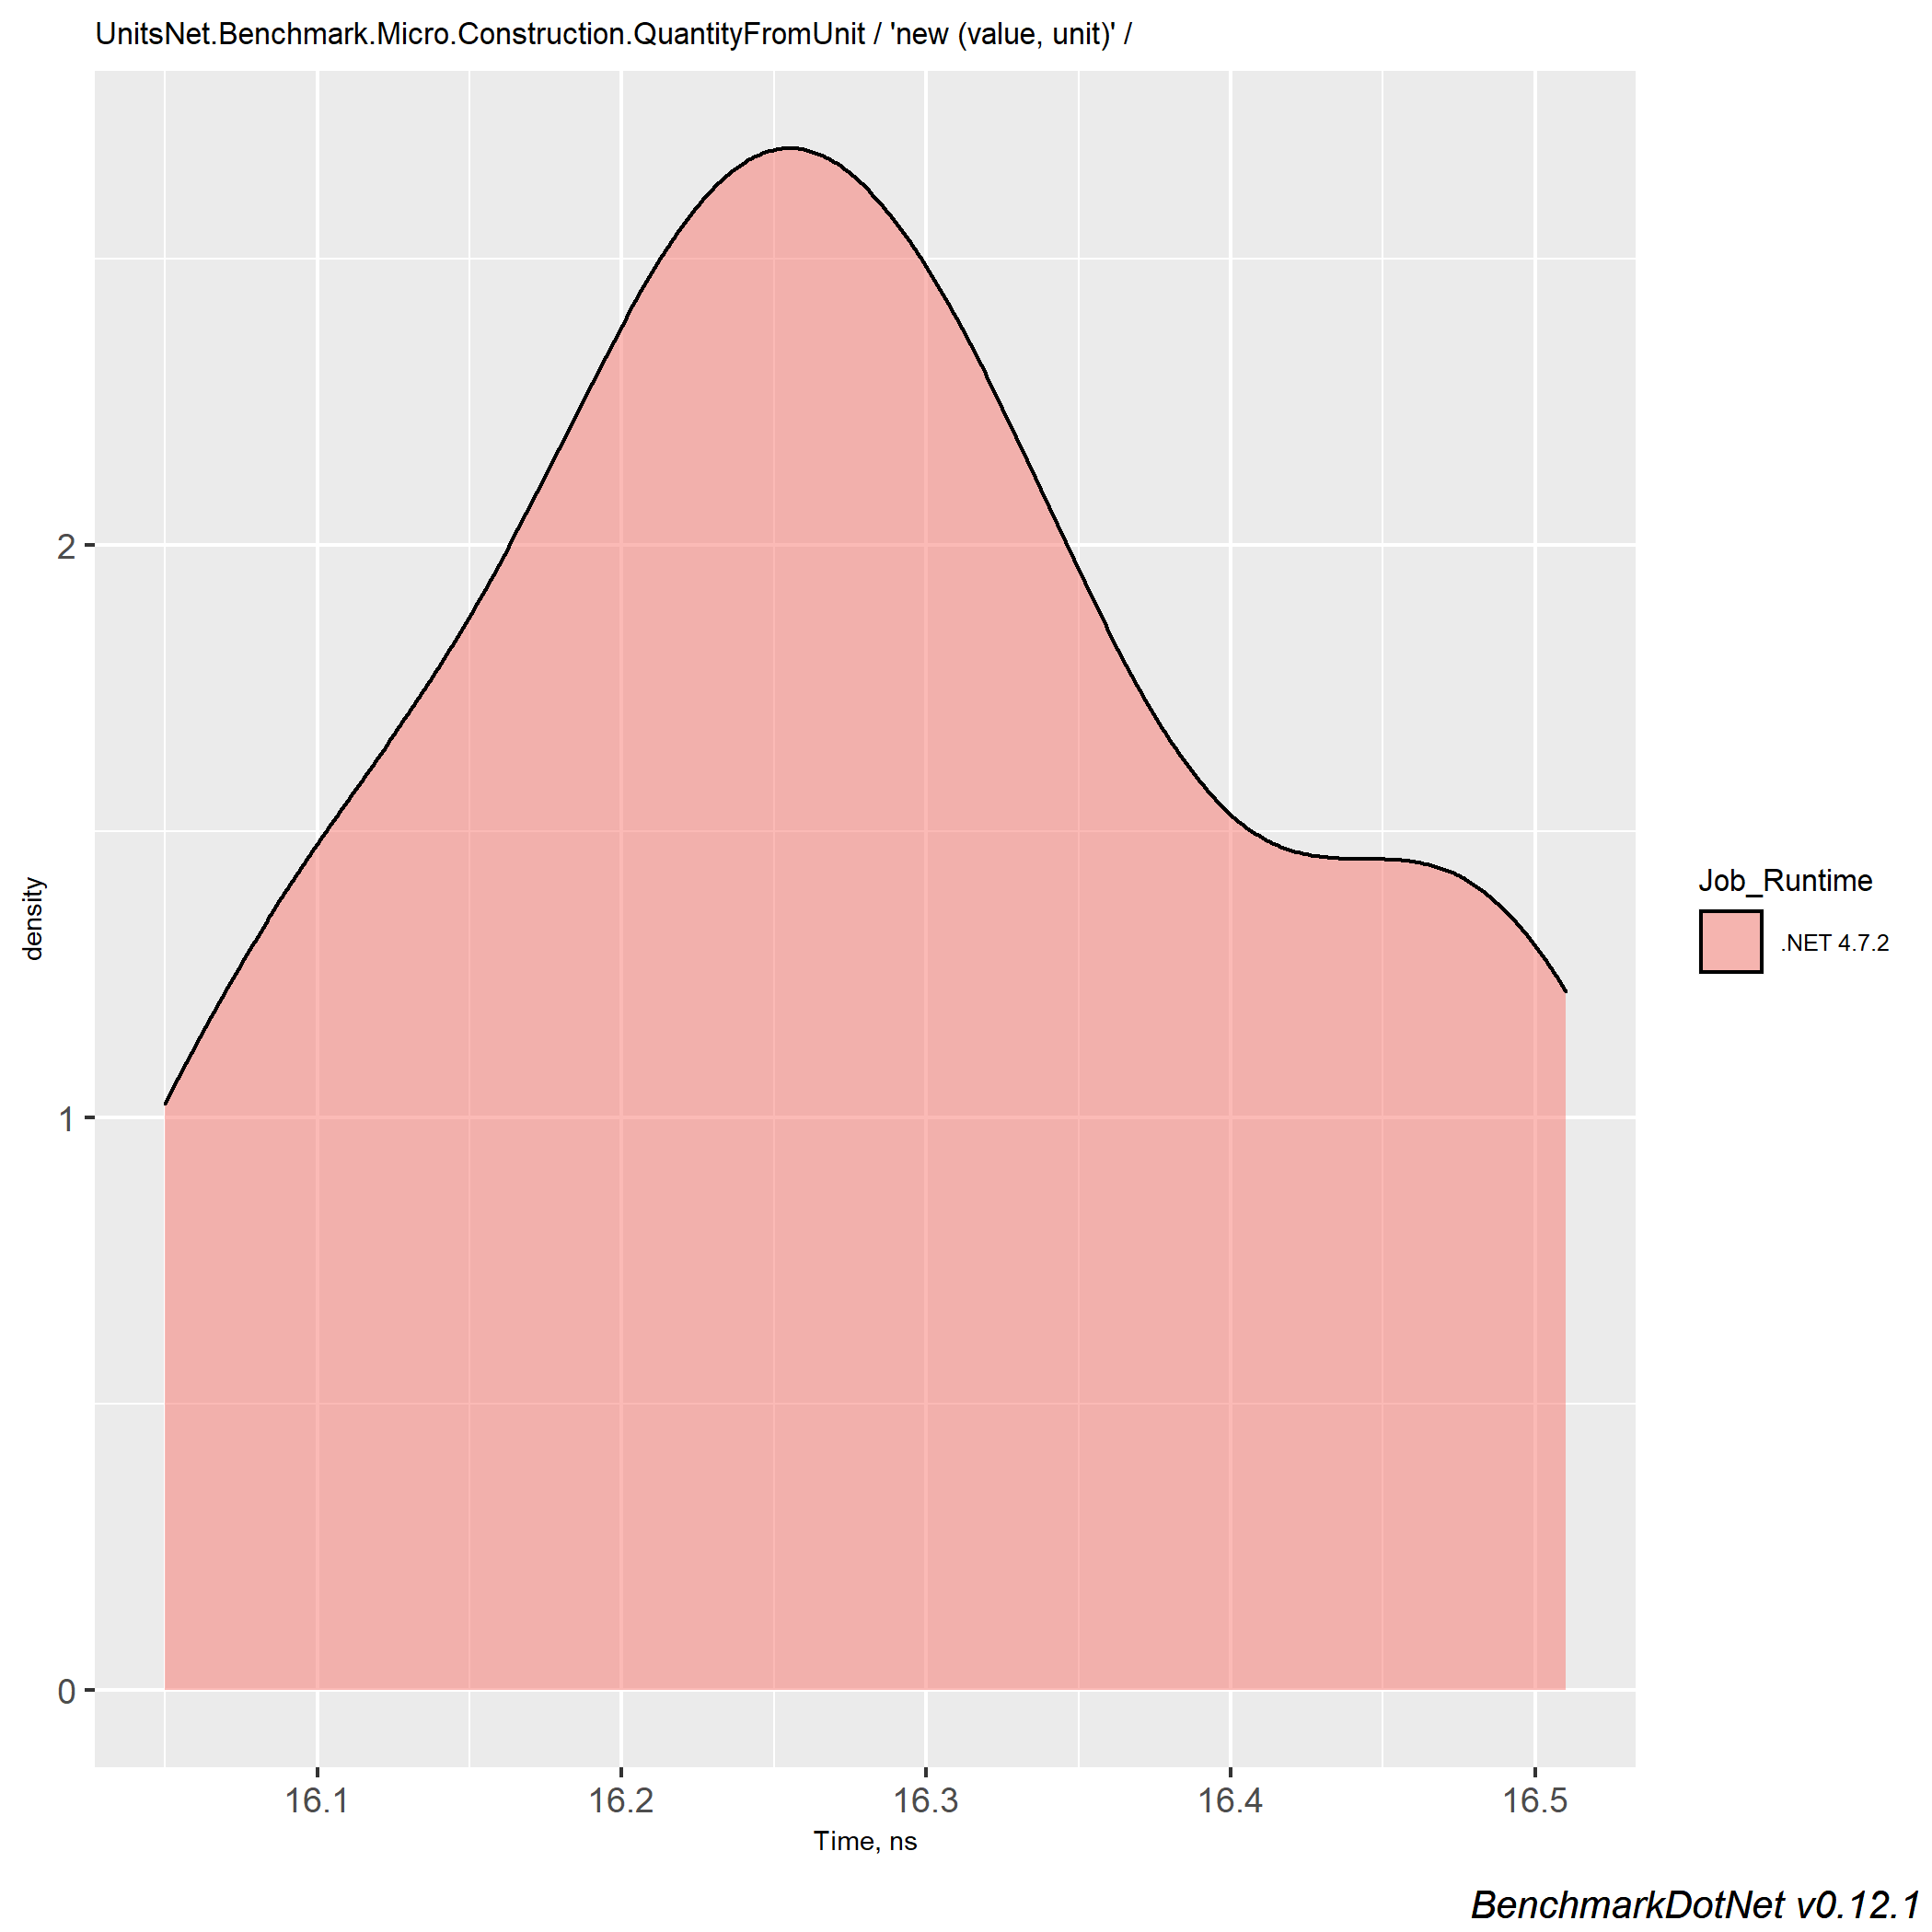 UnitsNet.Benchmark.Micro.Construction.QuantityFromUnit / 'new (value, unit)' /
density
2
1
0
16.1 16.2 16.3 16.4 16.5
Time, ns
Job_Runtime
.NET 4.7.2
BenchmarkDotNet v0.12.1